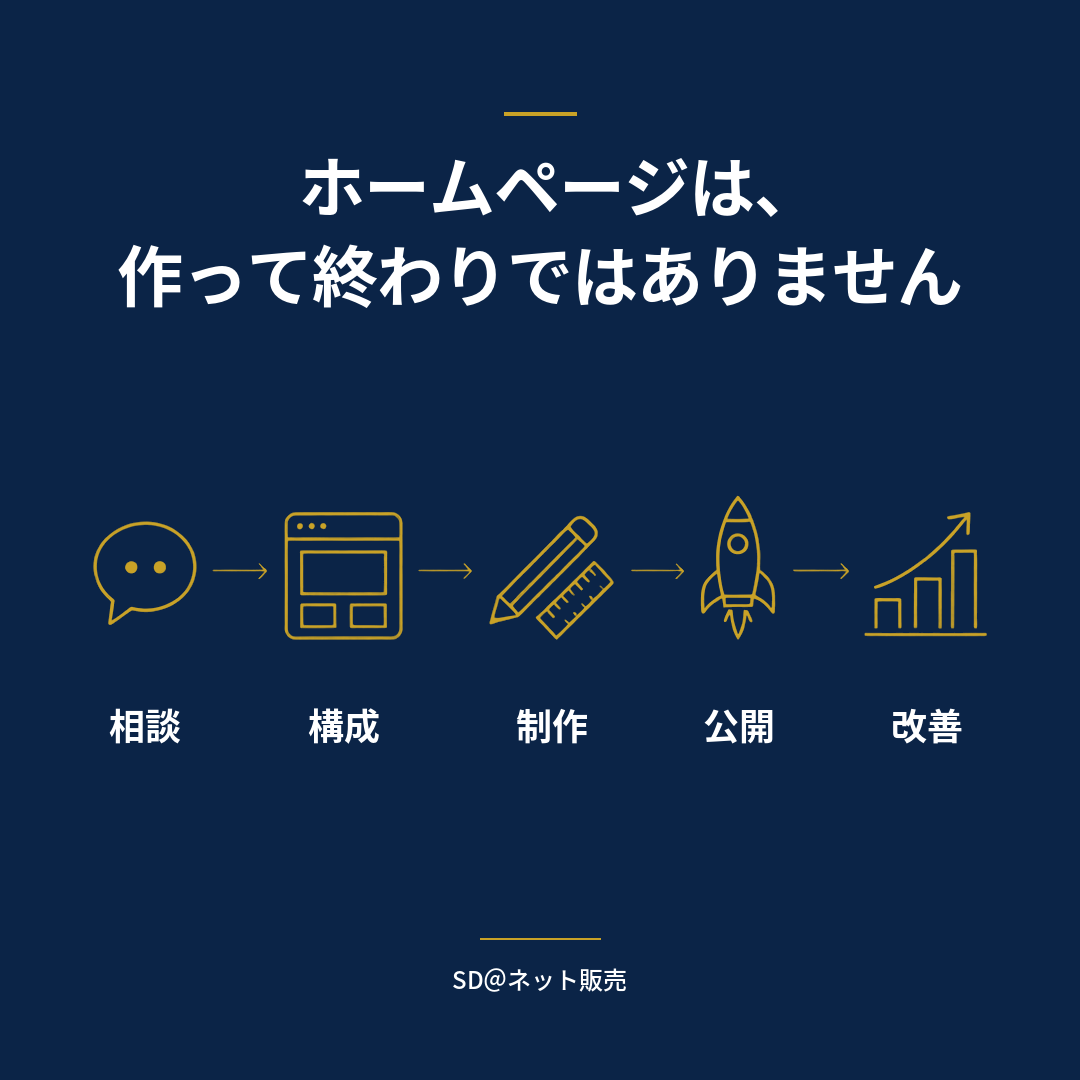 ホームページは、
作って終わりではありません
相談
構成
制作
公開
改善
SD@ネット販売